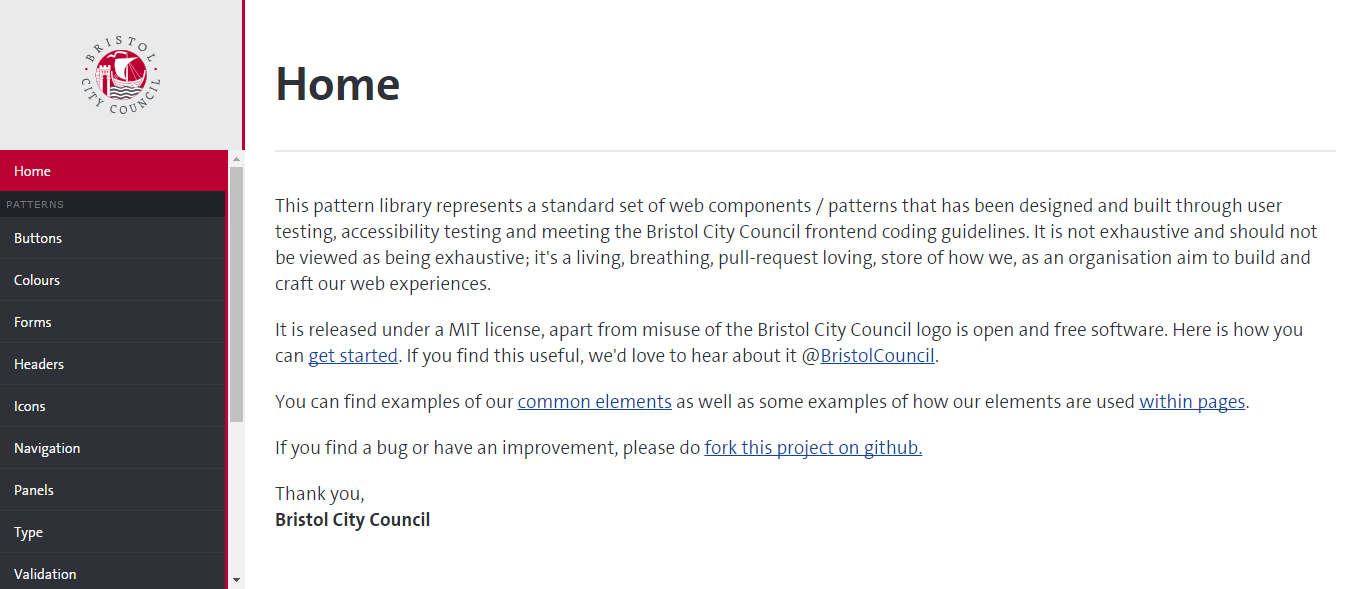 BRISTOL
CITY COUNCIL
Home
PATTERNS
Buttons
Colours
Forms
Headers
Icons
Navigation
Panels
Type
Validation
Home
This pattern library represents a standard set of web components / patterns that has been designed and built through user
testing, accessibility testing and meeting the Bristol City Council frontend coding guidelines. It is not exhaustive and should not
be viewed as being exhaustive; it's a living, breathing, pull-request loving, store of how we, as an organisation aim to build and
craft our web experiences.
It is released under a MIT license, apart from misuse of the Bristol City Council logo is open and free software. Here is how you
can get started. If you find this useful, we'd love to hear about it @BristolCouncil.
You can find examples of our common elements as well as some examples of how our elements are used within pages.
If you find a bug or have an improvement, please do fork this project on github.
Thank you,
Bristol City Council